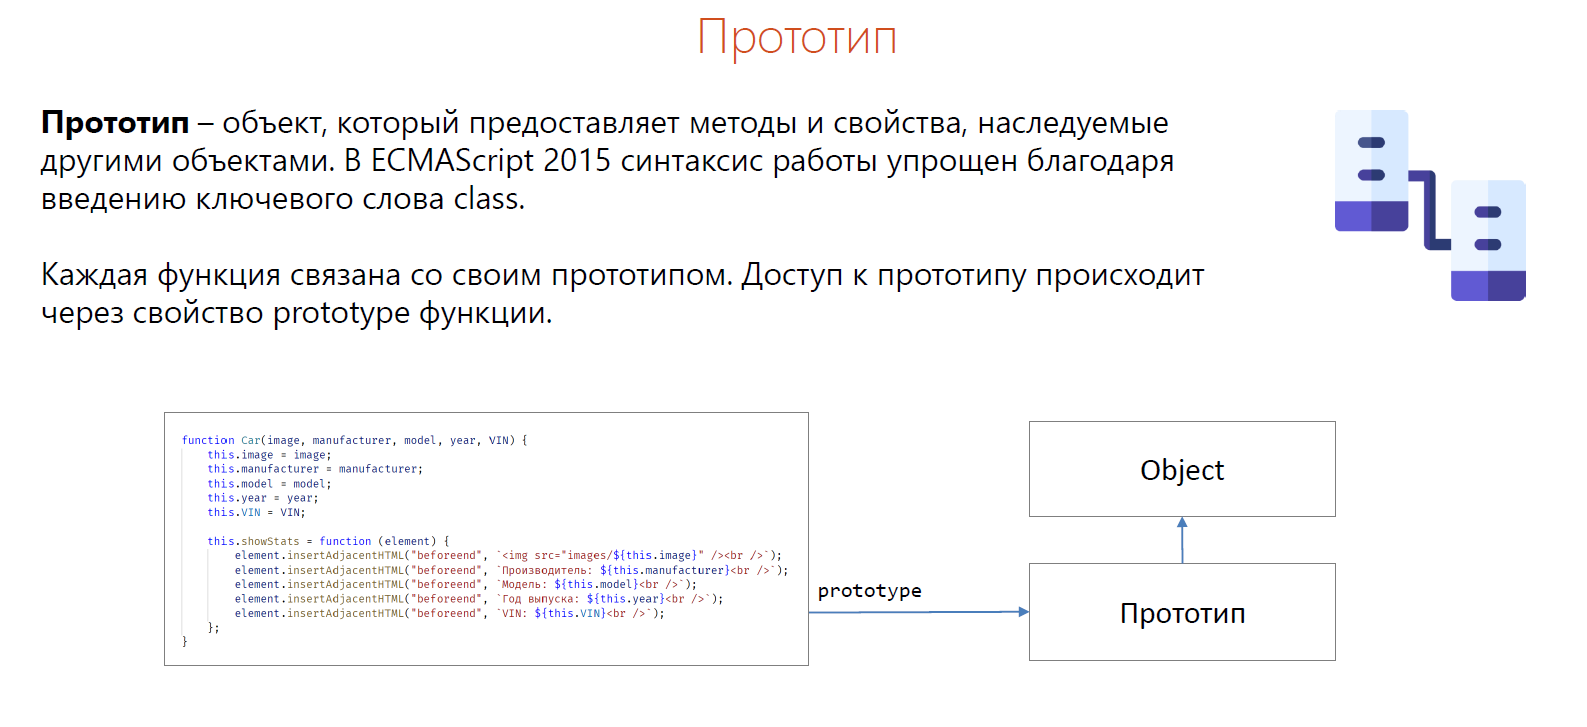 Прототип
Прототип – объект, который предоставляет методы и свойства, наследуемые
другими объектами. В ECMAScript 2015 синтаксис работы упрощен благодаря
введению ключевого слова class.
Каждая функция связана со своим прототипом. Доступ к прототипу происходит
через свойство prototype функции.
function Car(image, manufacturer, model, year, VIN) {
    this.image = image;
    this.manufacturer = manufacturer;
    this.model = model;
    this.year = year;
    this.VIN = VIN;
    this.showStats = function (element) {
        element.insertAdjacentHTML("beforeend", `<img src="images/${this.image}" /><br />`);
        element.insertAdjacentHTML("beforeend", `Производитель: ${this.manufacturer}<br />`);
        element.insertAdjacentHTML("beforeend", `Модель: ${this.model}<br />`);
        element.insertAdjacentHTML("beforeend", `Год выпуска: ${this.year}<br />`);
        element.insertAdjacentHTML("beforeend", `VIN: ${this.VIN}<br />`);
    };
}
prototype
Object
Прототип